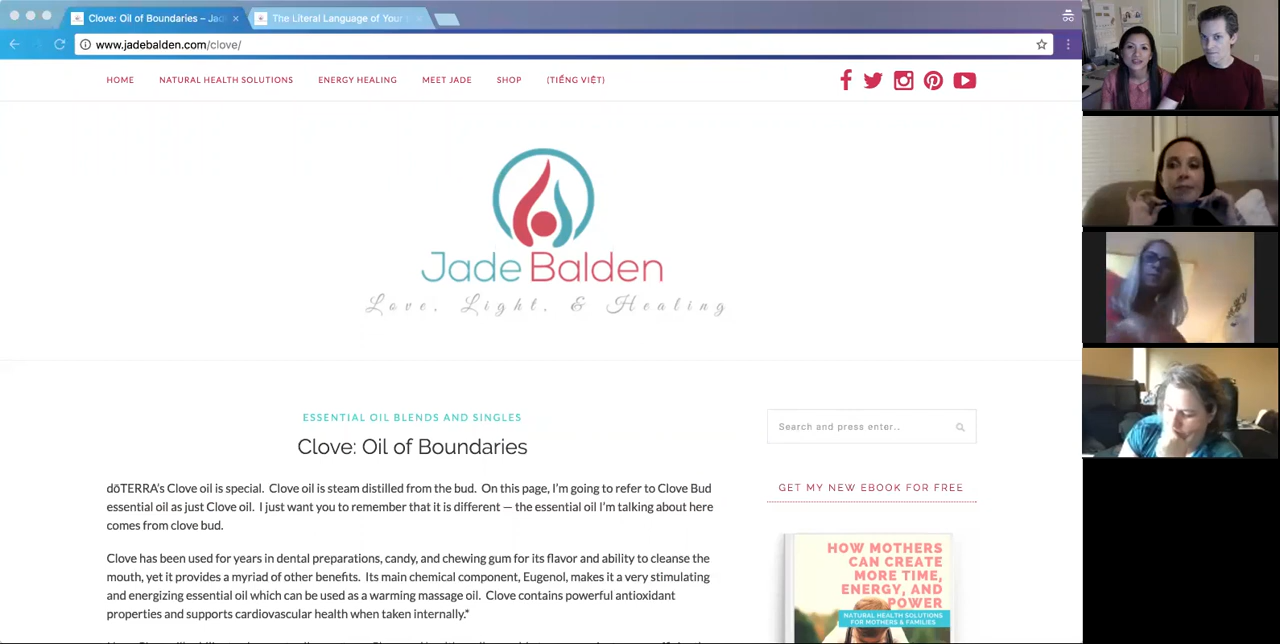 Clove: Oil of Boundaries – Jad
The Literal Language of Your
www.jadebalden.com/clove/
HOME NATURAL HEALTH SOLUTIONS ENERGY HEALING MEET JADE SHOP (TIẾNG VIỆT)
Jade Balden
Love, Light, & Healing
ESSENTIAL OIL BLENDS AND SINGLES
Clove: Oil of Boundaries
dōTERRA's Clove oil is special. Clove oil is steam distilled from the bud. On this page, I'm going to refer to Clove Bud
essential oil as just Clove oil. I just want you to remember that it is different — the essential oil I'm talking about here
comes from clove bud.
Clove has been used for years in dental preparations, candy, and chewing gum for its flavor and ability to cleanse the
mouth, yet it provides a myriad of other benefits. Its main chemical component, Eugenol, makes it a very stimulating
and energizing essential oil which can be used as a warming massage oil. Clove contains powerful antioxidant
properties and supports cardiovascular health when taken internally.*
Search and press enter..
GET MY NEW EBOOK FOR FREE
HOW MOTHERS
CAN CREATE
MORE TIME,
ENERGY, AND
POWER
NATURAL HEALTH SOLUTIONS
FOR MOTHERS & FAMILIES